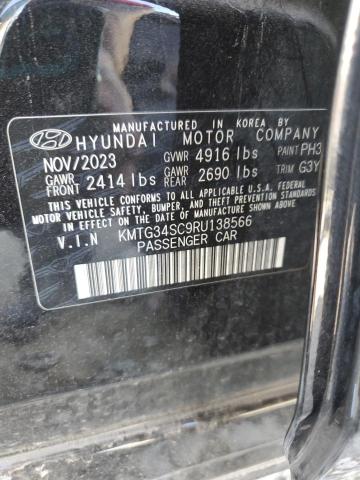 MANUFACTURED IN KOREA BY
HYUNDAI MOTOR COMPANY
NOV/2023 GVWR 4916 lbs PAINT PH3
GAWR FRONT 2414 lbs GAWR REAR 2690 lbs TRIM G3Y
THIS VEHICLE CONFORMS TO ALL APPLICABLE U.S.A. FEDERAL
MOTOR VEHICLE SAFETY, BUMPER, AND THEFT PREVENTION
STANDARDS IN EFFECT ON THE DATE OF MANUFACTURE SHOWN ABOVE.
V.I.N KMTG34SC9RU138566
PASSENGER CAR